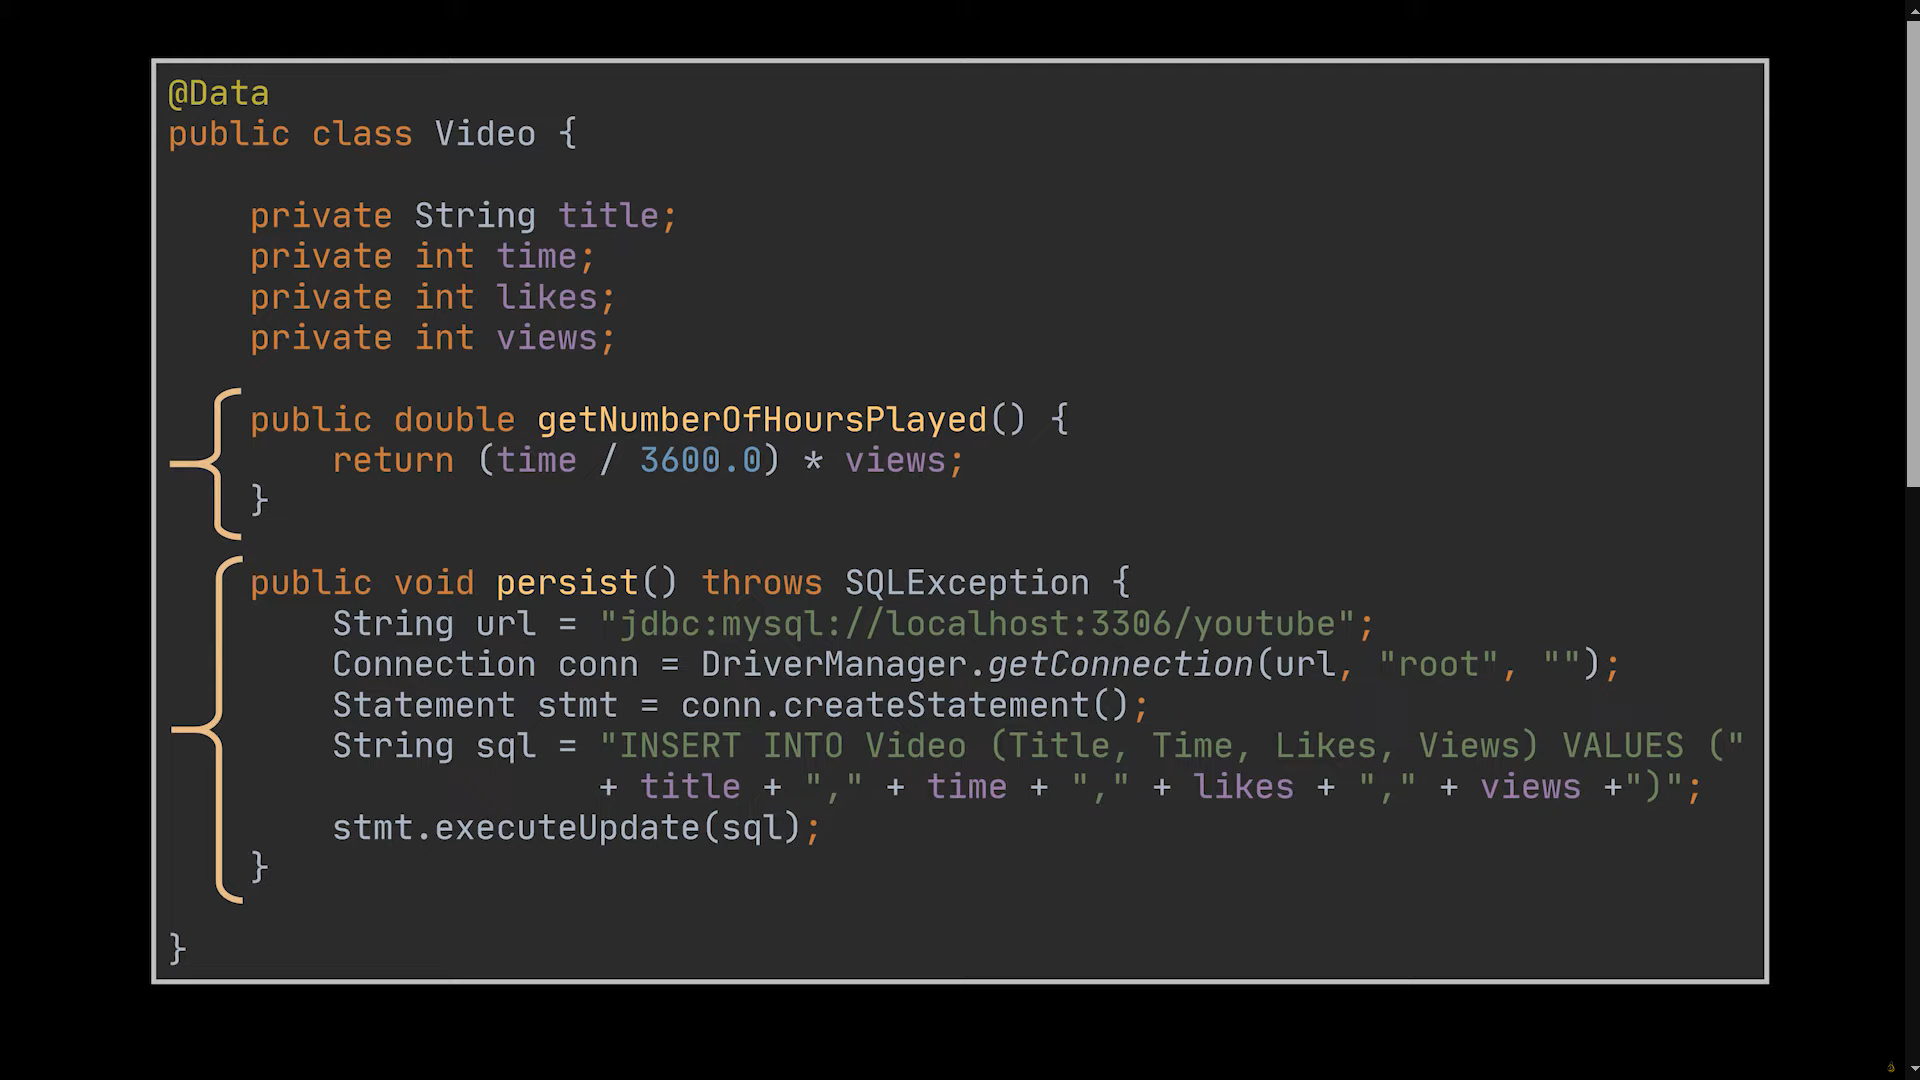 @Data
public class Video {
private String title;
private int time;
private int likes;
private int views;
public double getNumberOfHoursPlayed() {
return (time / 3600.0) * views;
}
public void persist() throws SQLException {
String url = "jdbc:mysql://localhost:3306/youtube";
Connection conn = DriverManager.getConnection(url, "root", "");
Statement stmt = conn.createStatement();
String sql = "INSERT INTO Video (Title, Time, Likes, Views) VALUES ("
+ title + "," + time + "," + likes + "," + views +")";
stmt.executeUpdate(sql);
}
}